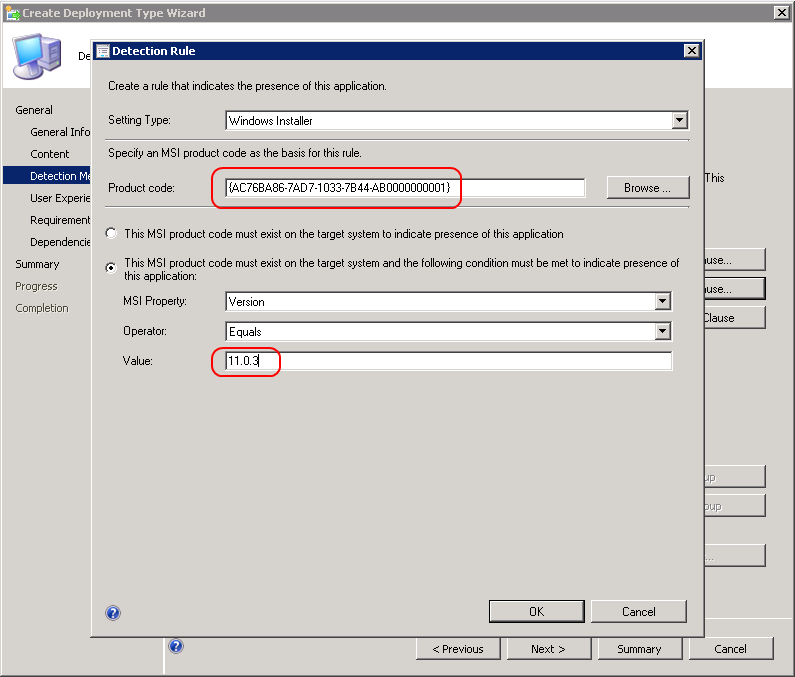 Create Deployment Type Wizard
De
Detection Rule
Create a rule that indicates the presence of this application.
Setting Type:
Windows Installer
Specify an MSI product code as the basis for this rule.
Product code:
{AC76BA86-7AD7-1033-7B44-AB0000000001}
Browse ...
This MSI product code must exist on the target system to indicate presence of this application
This MSI product code must exist on the target system and the following condition must be met to indicate presence of
this application:
MSI Property:
Version
Operator:
Equals
Value:
11.0.3
OK
Cancel
General
General Info
Content
Detection Me
User Experie
Requirement
Dependencie
Summary
Progress
Completion
This
use...
use...
Clause
up
oup
...
< Previous
Next >
Summary
Cancel